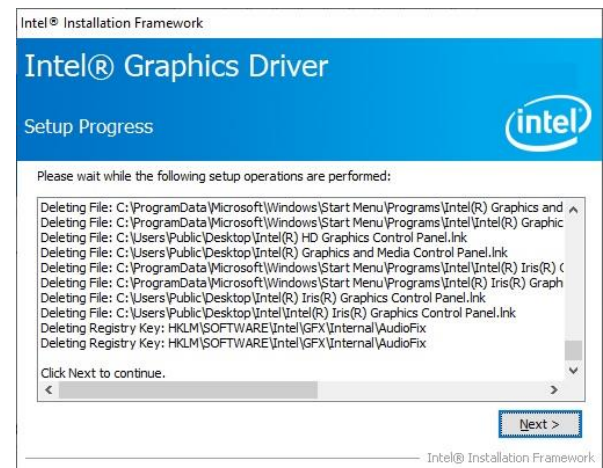 Intel® Installation Framework
Intel® Graphics Driver
Setup Progress
intel
Please wait while the following setup operations are performed:
Deleting File: C:\ProgramData\Microsoft\Windows\Start Menu\Programs\Intel(R) Graphics and
Deleting File: C:\ProgramData\Microsoft\Windows\Start Menu\Programs\Intel\Intel(R) Graphic
Deleting File: C:\Users\Public\Desktop\Intel(R) HD Graphics Control Panel.lnk
Deleting File: C:\Users\Public\Desktop\Intel(R) Graphics and Media Control Panel.lnk
Deleting File: C:\ProgramData\Microsoft\Windows\Start Menu\Programs\Intel\Intel(R) Iris(R) (
Deleting File: C:\ProgramData\Microsoft\Windows\Start Menu\Programs\Intel(R) Iris(R) Graph
Deleting File: C:\Users\Public\Desktop\Intel(R) Iris(R) Graphics Control Panel.lnk
Deleting File: C:\Users\Public\Desktop\Intel\Intel(R) Iris(R) Graphics Control Panel.lnk
Deleting Registry Key: HKLM\SOFTWARE\Intel\GFX\Internal\AudioFix
Deleting Registry Key: HKLM\SOFTWARE\Intel\GFX\Internal\AudioFix
Click Next to continue.
Next >
Intel® Installation Framework